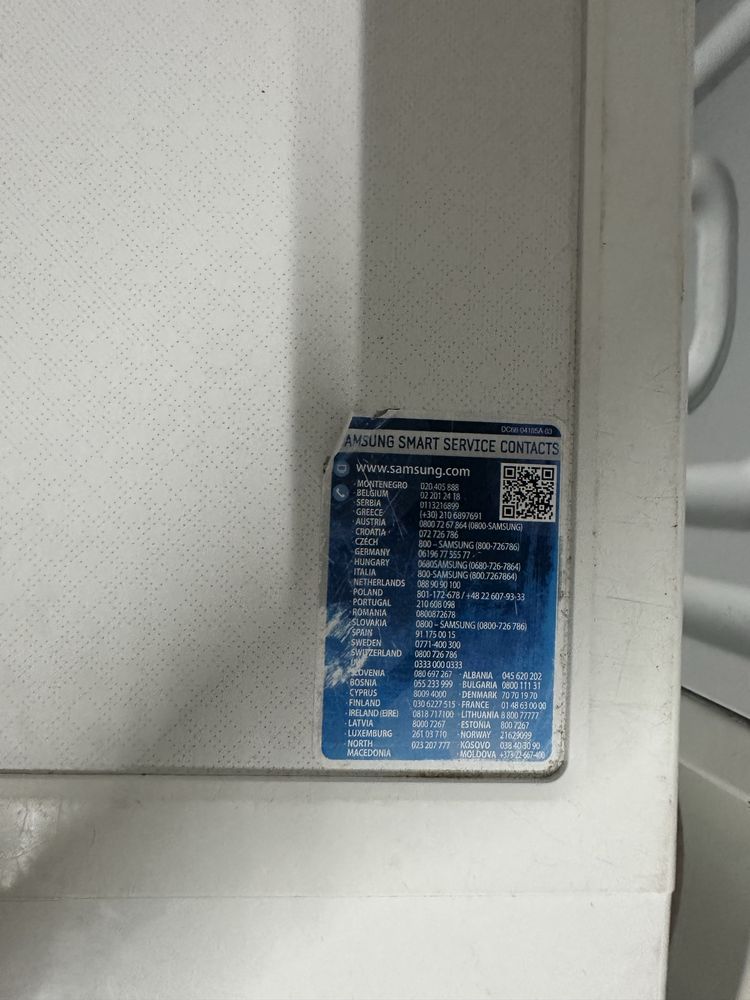 DC68-04185A-03
AMSUNG SMART SERVICE CONTACTS
www.samsung.com
· MONTENEGRO 020 405 888
· BELGIUM 02 201 24 18
· SERBIA 0113216899
GREECE (+30) 210 6897691
· AUSTRIA 0800 72 67 864 (0800-SAMSUNG)
CROATIA 072 726 786
CZECH 800 – SAMSUNG (800-726786)
GERMANY 06196 77 555 77
HUNGARY 0680SAMSUNG (0680-726-7864)
ITALIA 800-SAMSUNG (800.7267864)
NETHERLANDS 088 90 90 100
POLAND 801-172-678 / +48 22 607-93-33
PORTUGAL 210 608 098
ROMANIA 0800872678
SLOVAKIA 0800 – SAMSUNG (0800-726 786)
SPAIN 91 175 00 15
SWEDEN 0771-400 300
SWITZERLAND 0800 726 786
0333 000 0333
SLOVENIA 080 697 267 · ALBANIA 045 620 202
BOSNIA 055 233 999 · BULGARIA 0800 111 31
CYPRUS 8009 4000 · DENMARK 70 70 19 70
· FINLAND 030 6227 515 · FRANCE 01 48 63 00 00
· IRELAND (EIRE) 0818 717100 · LITHUANIA 8 800 77777
· LATVIA 8000 7267 · ESTONIA 800 7267
· LUXEMBURG 261 03 710 · NORWAY 21629099
· NORTH 023 207 777 · KOSOVO 038 40 30 90
MACEDONIA · MOLDOVA +373-22-667-400